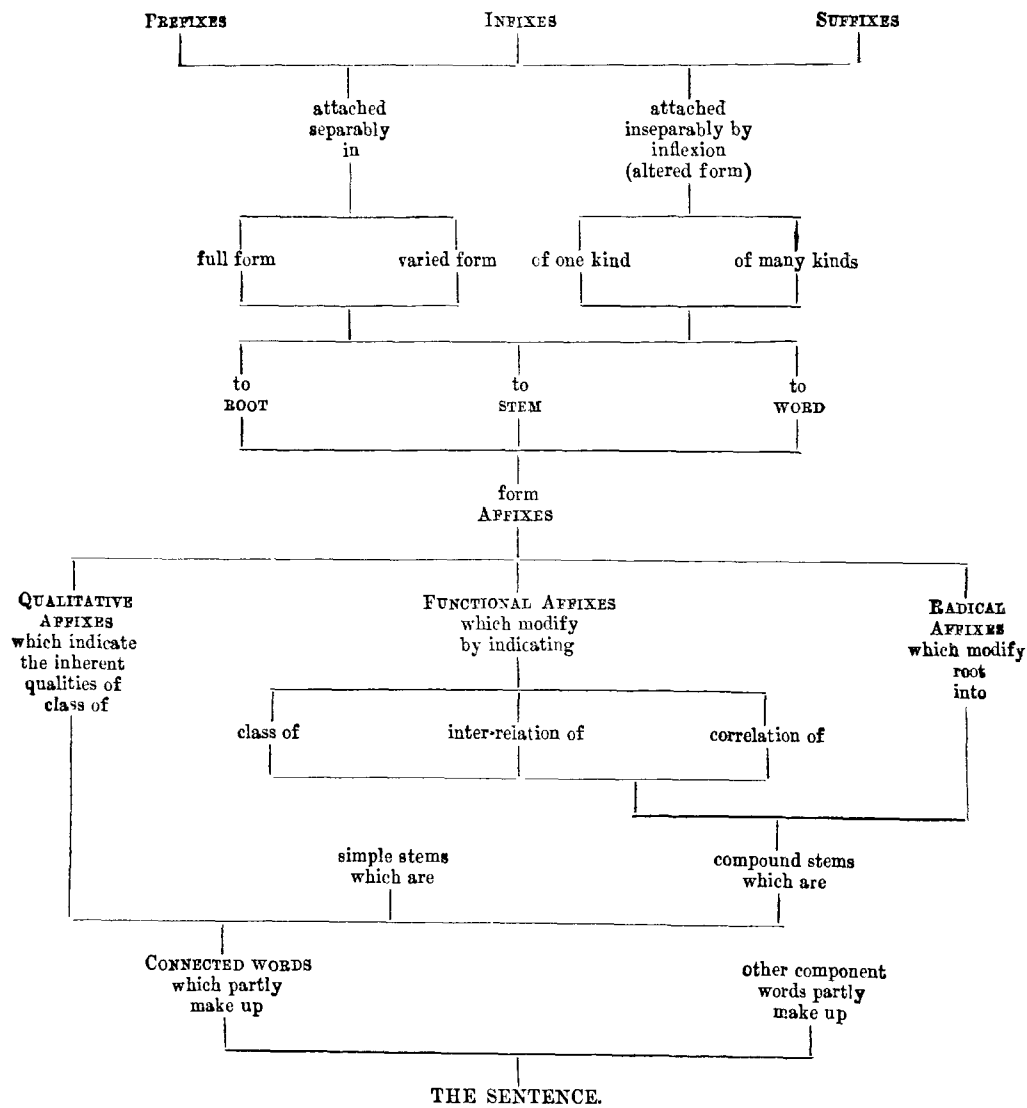 PREFIXES INFIXES SUFFIXES
attached
separably
in
attached
inseparably by
inflexion
(altered form)
full form varied form of one kind of many kinds
to
ROOT
to
STEM
to
WORD
form
AFFIXES
QUALITATIVE
AFFIXES
which indicate
the inherent
qualities of
class of
FUNCTIONAL AFFIXES
which modify
by indicating
RADICAL
AFFIXES
which modify
root
into
class of inter-relation of correlation of
simple stems
which are
compound stems
which are
CONNECTED WORDS
which partly
make up
other component
words partly
make up
THE SENTENCE.